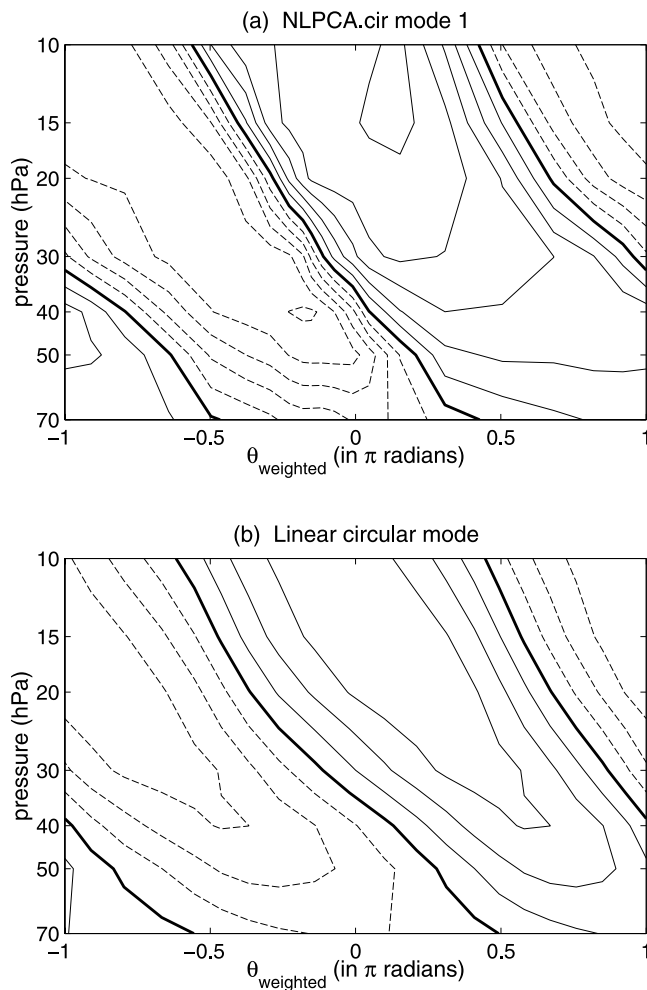 (a) NLPCA.cir mode 1
10
15
20
30
40
50
70
pressure (hPa)
-1 -0.5 0 0.5 1
θweighted (in π radians)
(b) Linear circular mode
10
15
20
30
40
50
70
pressure (hPa)
-1 -0.5 0 0.5 1
θweighted (in π radians)